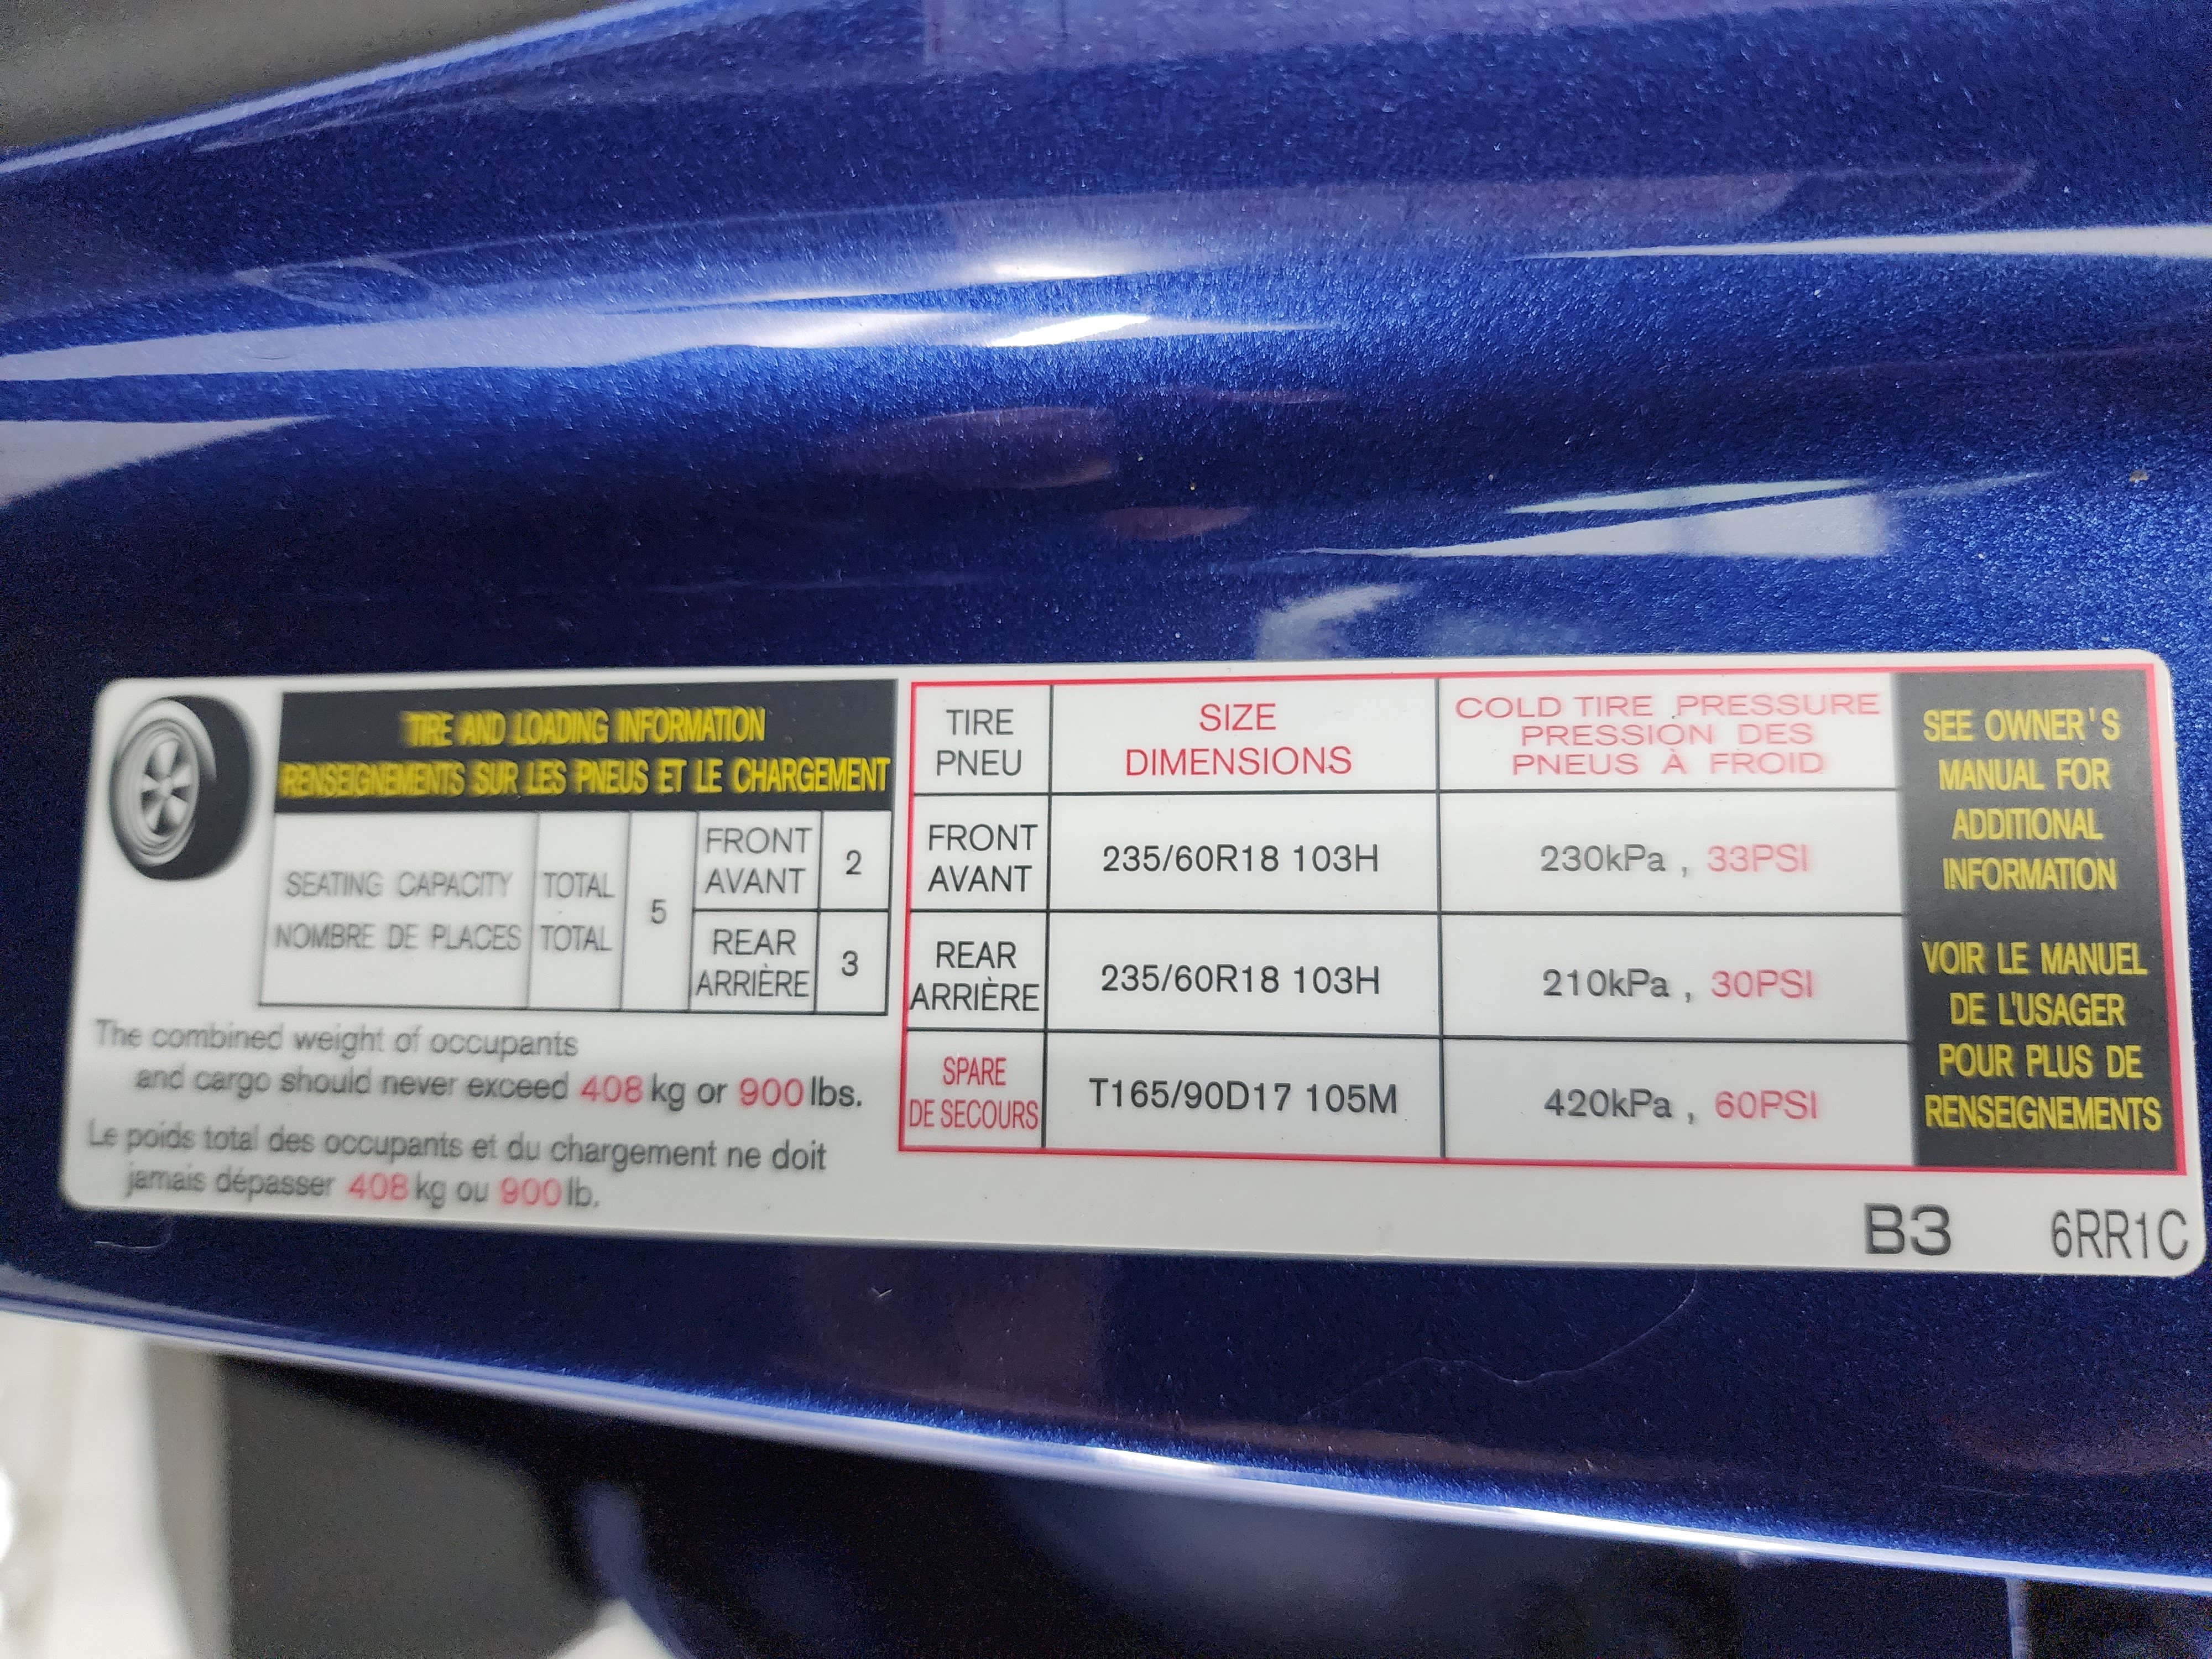 TIRE AND LOADING INFORMATION
RENSEIGNEMENTS SUR LES PNEUS ET LE CHARGEMENT
SEATING CAPACITY
NOMBRE DE PLACES
TOTAL
TOTAL
5
FRONT
AVANT
2
REAR
ARRIÈRE
3
The combined weight of occupants
and cargo should never exceed 408 kg or 900 lbs.
Le poids total des occupants et du chargement ne doit
jamais dépasser 408 kg ou 900 lb.
TIRE
PNEU
SIZE
DIMENSIONS
COLD TIRE PRESSURE
PRESSION DES
PNEUS À FROID
FRONT
AVANT
235/60R18 103H
230kPa , 33PSI
REAR
ARRIÈRE
235/60R18 103H
210kPa , 30PSI
SPARE
DE SECOURS
T165/90D17 105M
420kPa , 60PSI
SEE OWNER'S
MANUAL FOR
ADDITIONAL
INFORMATION
VOIR LE MANUEL
DE L'USAGER
POUR PLUS DE
RENSEIGNEMENTS
B3 6RR1C